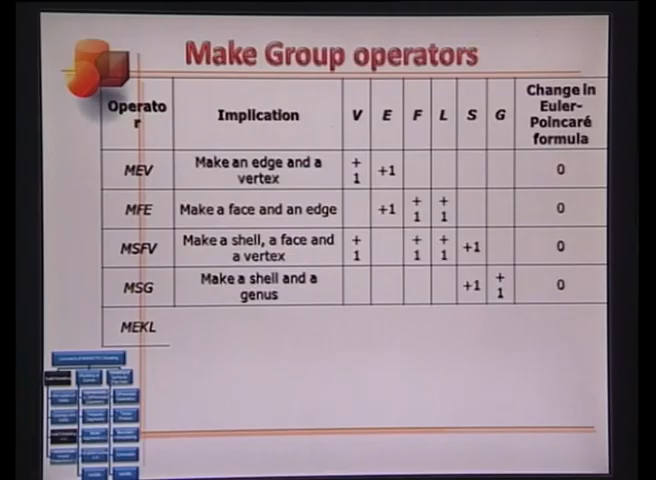 Make Group operators
Operato
r
Implication
V
E
F
L
S
G
Change in
Euler-
Poincaré
formula
MEV
Make an edge and a
vertex
+
1
+1
0
MFE
Make a face and an edge
+1
+
1
+
1
0
MSFV
Make a shell, a face and
a vertex
+
1
+
1
+
1
+1
0
MSG
Make a shell and a
genus
+1
+
1
0
MEKL